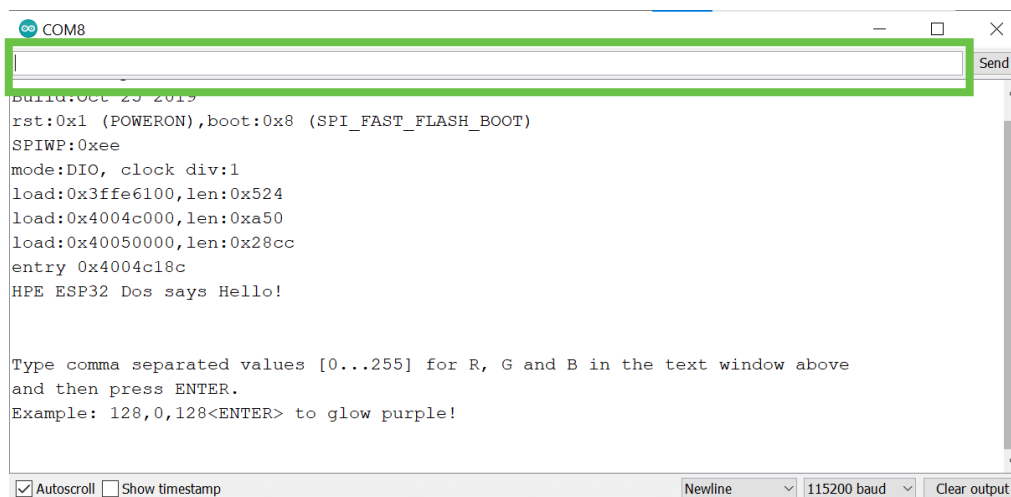 COM8
Send
Build:Oct 25 2019
rst:0x1 (POWERON),boot:0x8 (SPI_FAST_FLASH_BOOT)
SPIWP:0xee
mode:DIO, clock div:1
load:0x3ffe6100,len:0x524
load:0x4004c000,len:0xa50
load:0x40050000,len:0x28cc
entry 0x4004c18c
HPE ESP32 Dos says Hello!
Type comma separated values [0...255] for R, G and B in the text window above
and then press ENTER.
Example: 128,0,128<ENTER> to glow purple!
Autoscroll Show timestamp Newline 115200 baud Clear output